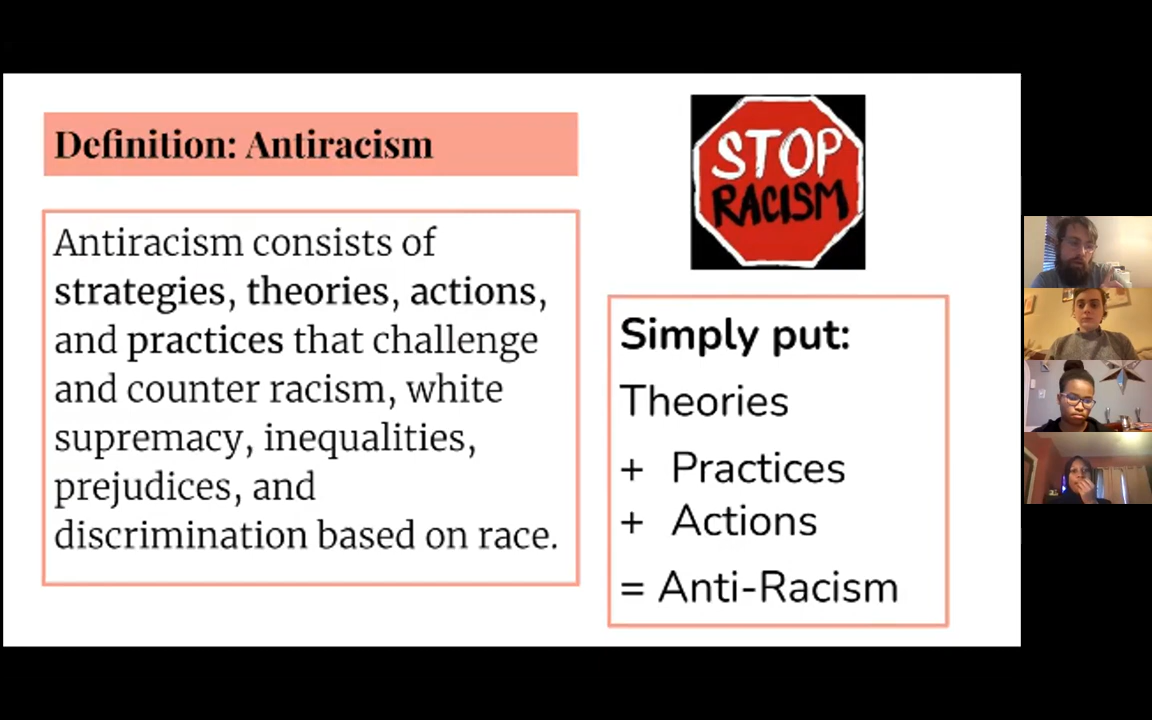 Definition: Antiracism
Antiracism consists of
strategies, theories, actions,
and practices that challenge
and counter racism, white
supremacy, inequalities,
prejudices, and
discrimination based on race.
STOP
RACISM
Simply put:
Theories
+ Practices
+ Actions
= Anti-Racism